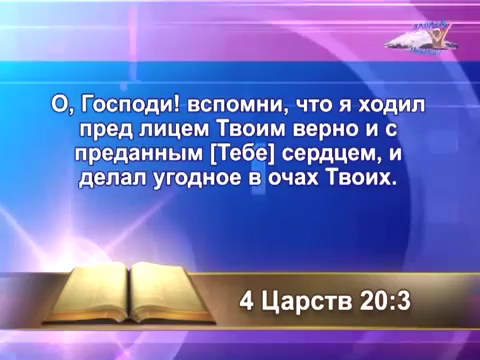 О, Господи! вспомни, что я ходил
пред лицем Твоим верно и с
преданным [Тебе] сердцем, и
делал угодное в очах Твоих.
4 Царств 20:3